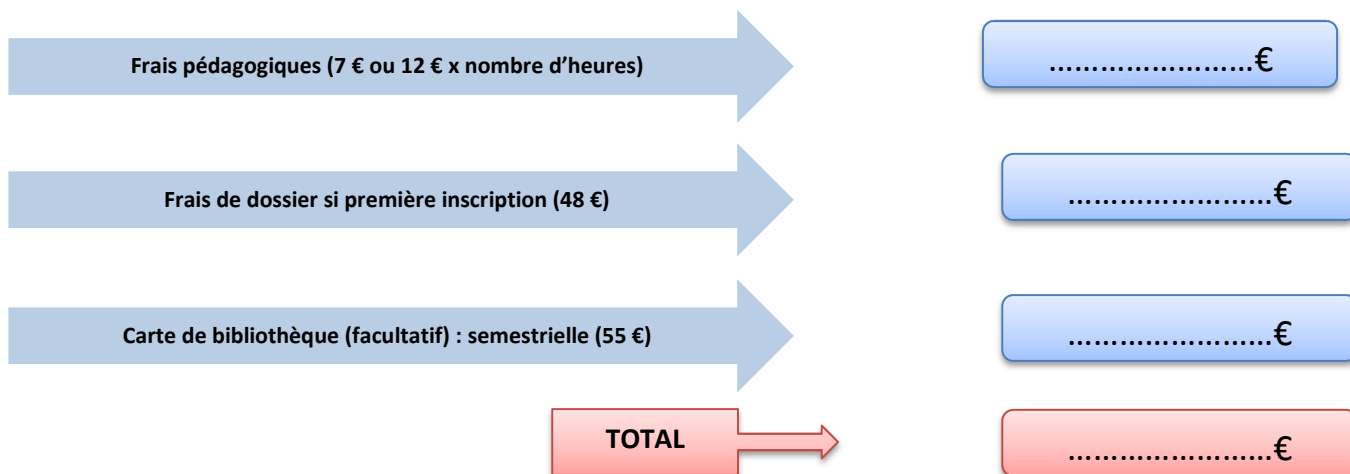 Frais pédagogiques (7 € ou 12 € x nombre d’heures)
……………………€
Frais de dossier si première inscription (48 €)
……………………€
Carte de bibliothèque (facultatif) : semestrielle (55 €)
……………………€
TOTAL
……………………€